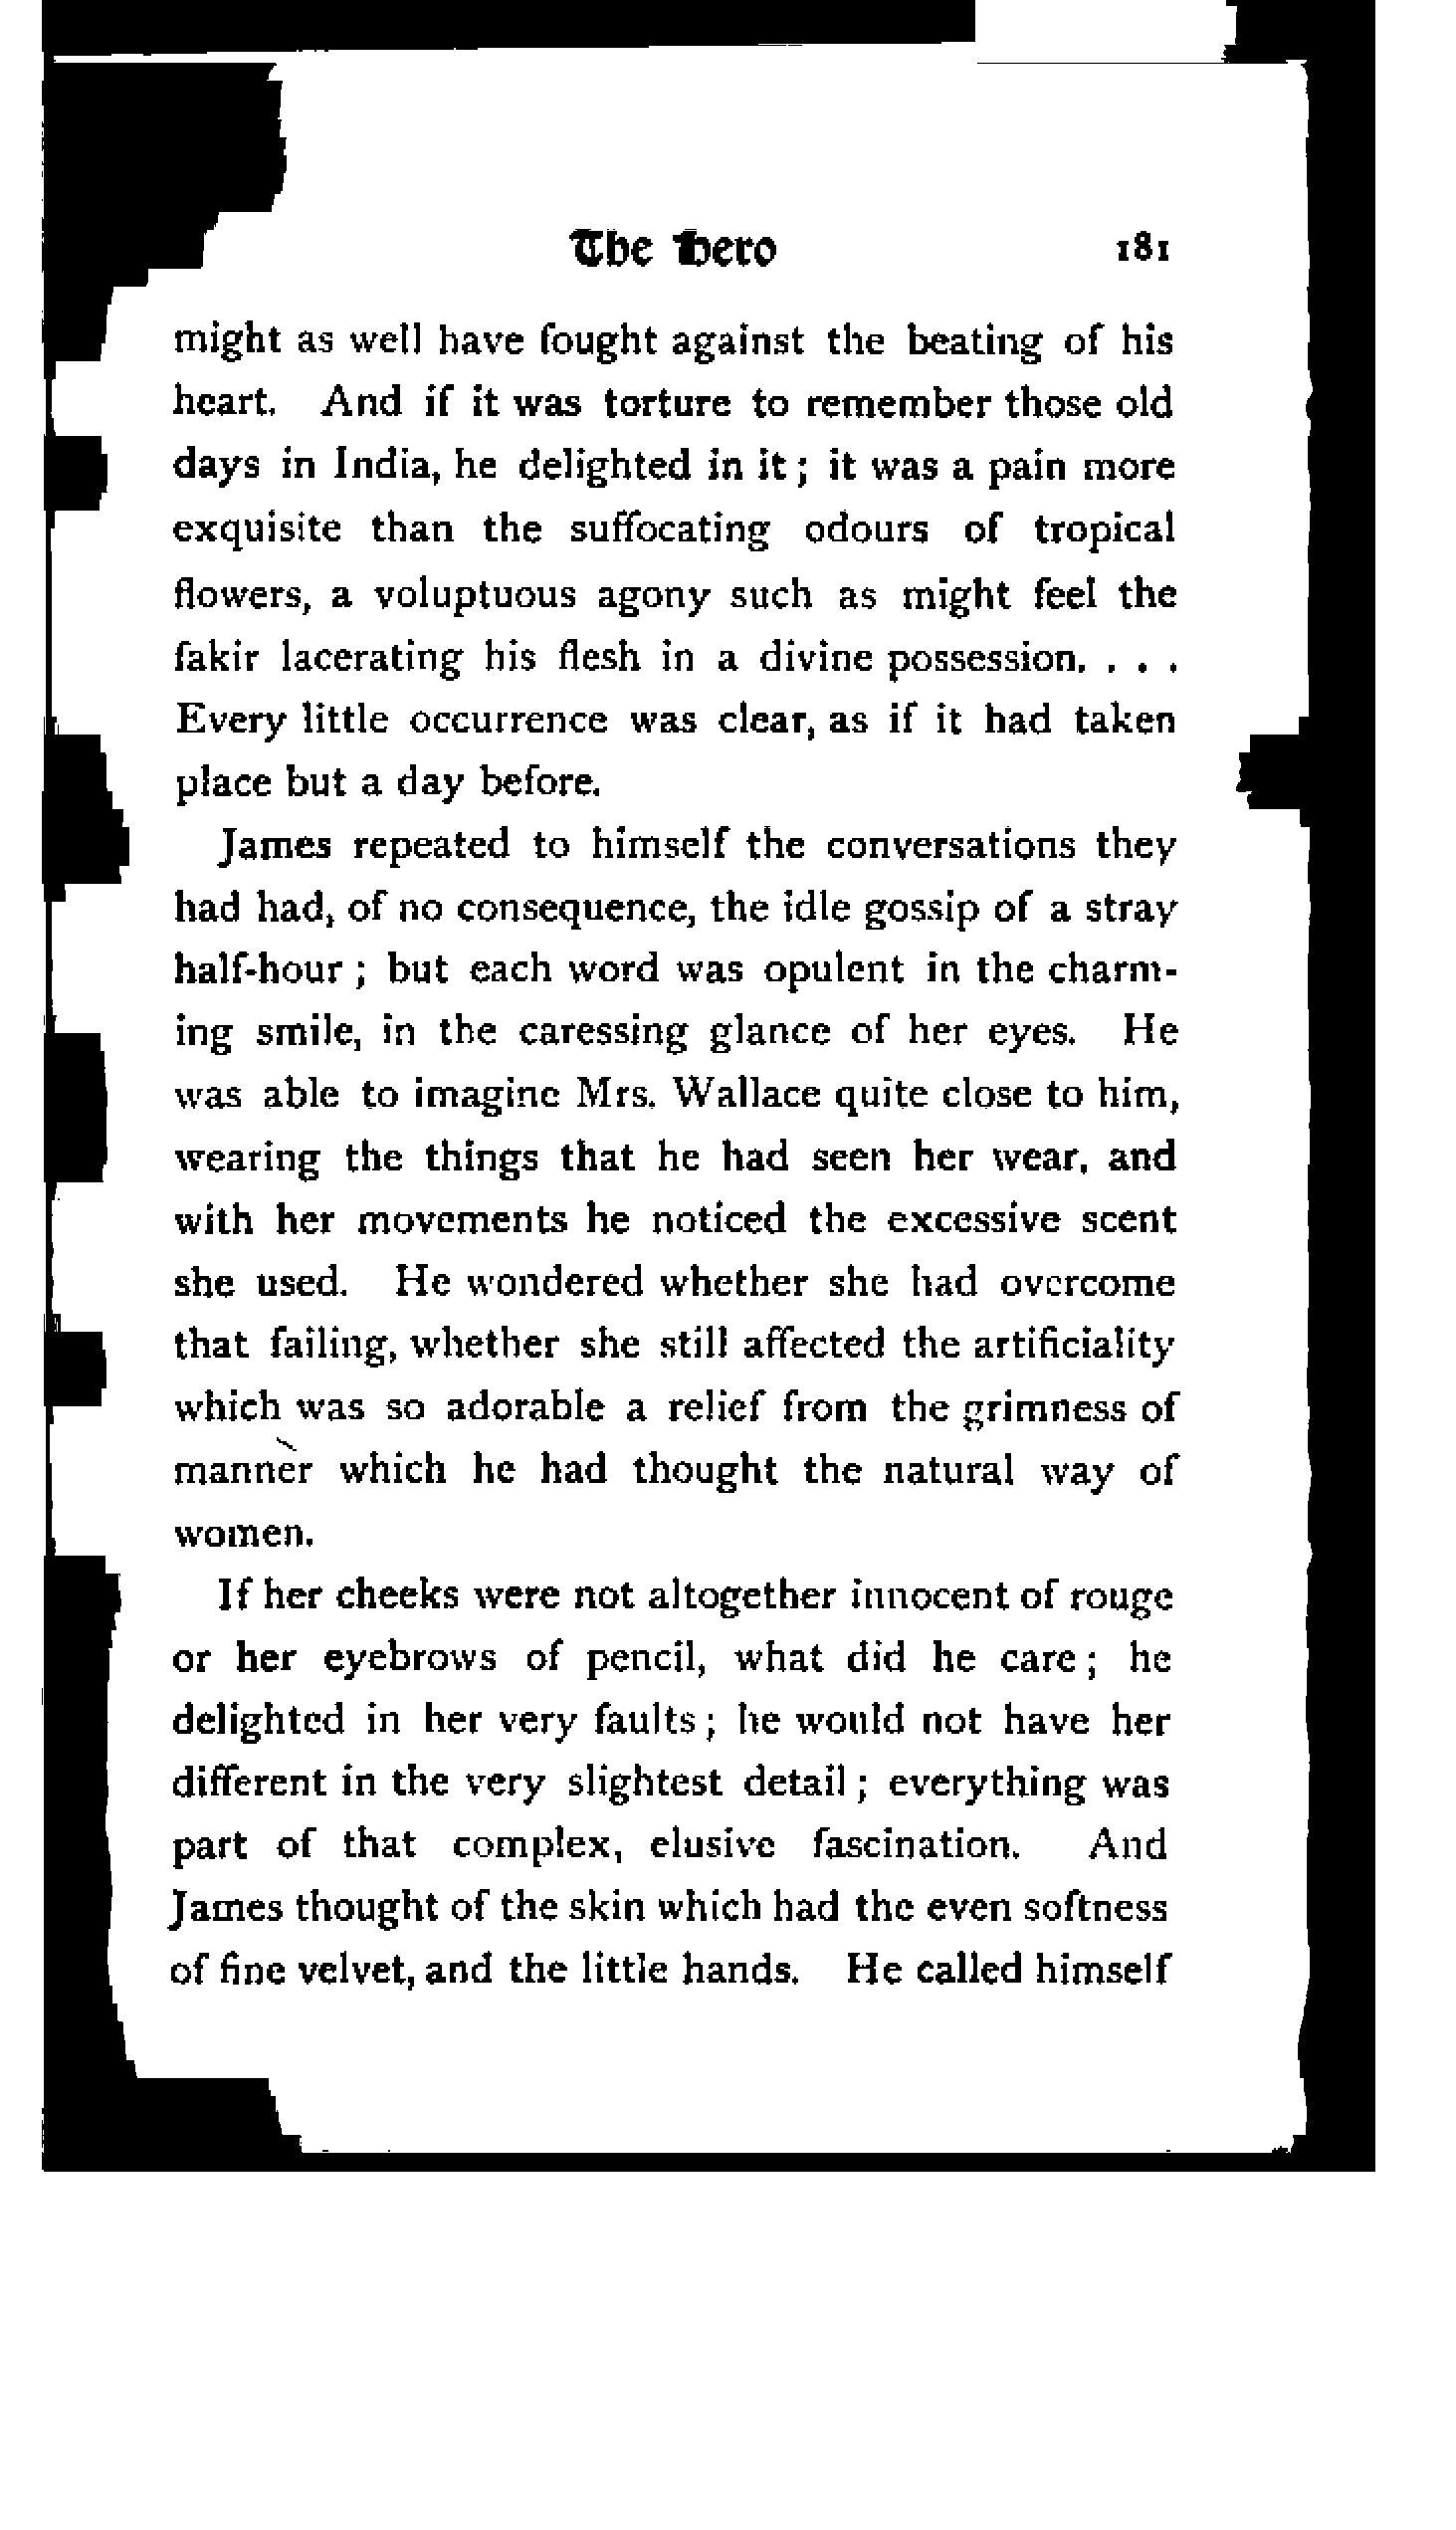 The Hero 181
might as well have fought against the beating of his
heart. And if it was torture to remember those old
days in India, he delighted in it; it was a pain more
exquisite than the suffocating odours of tropical
flowers, a voluptuous agony such as might feel the
fakir lacerating his flesh in a divine possession. . . .
Every little occurrence was clear, as if it had taken
place but a day before.
James repeated to himself the conversations they
had had, of no consequence, the idle gossip of a stray
half-hour; but each word was opulent in the charm-
ing smile, in the caressing glance of her eyes. He
was able to imagine Mrs. Wallace quite close to him,
wearing the things that he had seen her wear, and
with her movements he noticed the excessive scent
she used. He wondered whether she had overcome
that failing, whether she still affected the artificiality
which was so adorable a relief from the grimness of
manner which he had thought the natural way of
women.
If her cheeks were not altogether innocent of rouge
or her eyebrows of pencil, what did he care; he
delighted in her very faults; he would not have her
different in the very slightest detail; everything was
part of that complex, elusive fascination. And
James thought of the skin which had the even softness
of fine velvet, and the little hands. He called himself